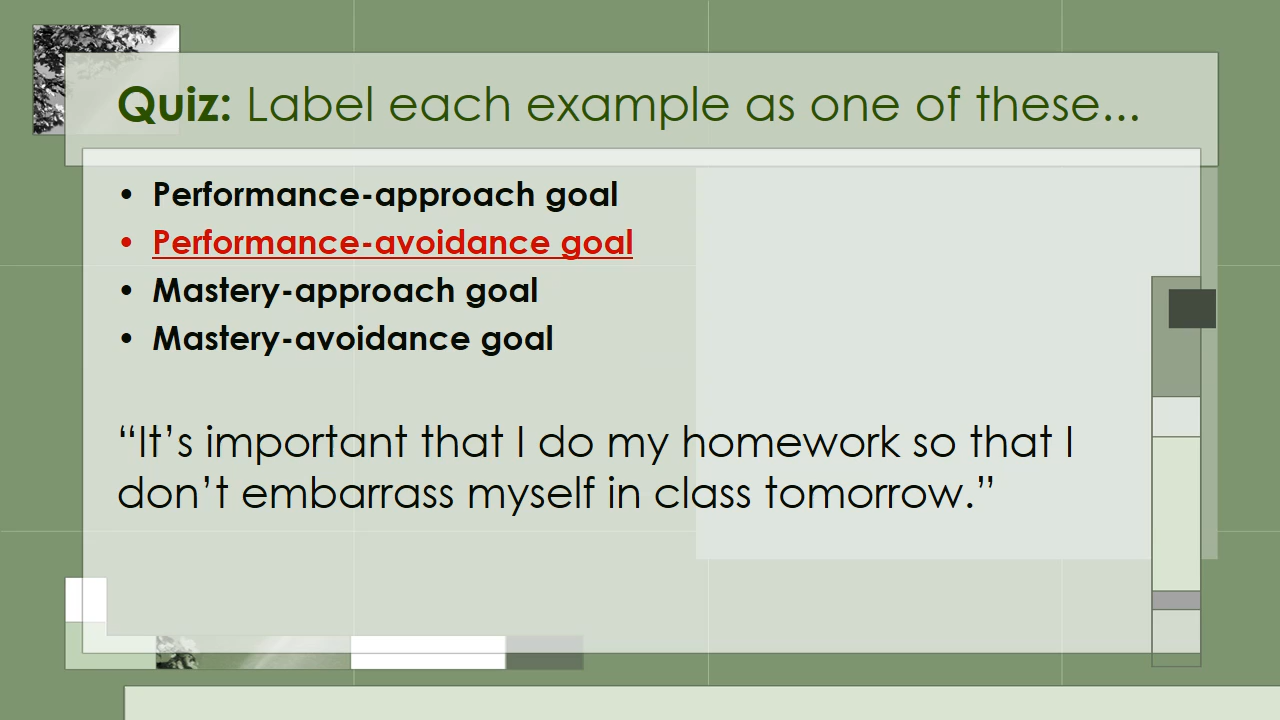 Quiz: Label each example as one of these...
• Performance-approach goal
• Performance-avoidance goal
• Mastery-approach goal
• Mastery-avoidance goal
“It’s important that I do my homework so that I
don’t embarrass myself in class tomorrow.”